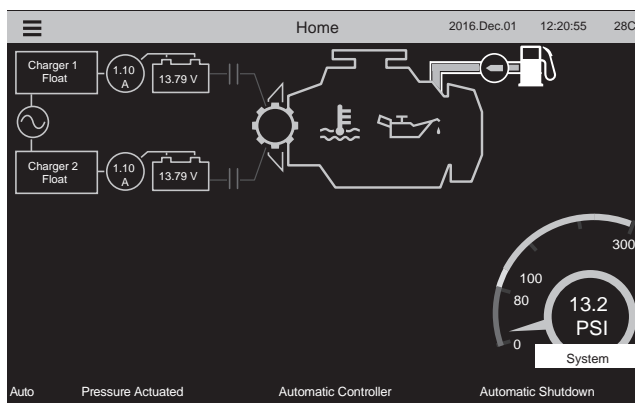 Home 2016.Dec.01 12:20:55 28C
Charger 1
Float
1.10
A
13.79 V
Charger 2
Float
1.10
A
13.79 V
300
100
80
0
13.2
PSI
System
Auto Pressure Actuated Automatic Controller Automatic Shutdown